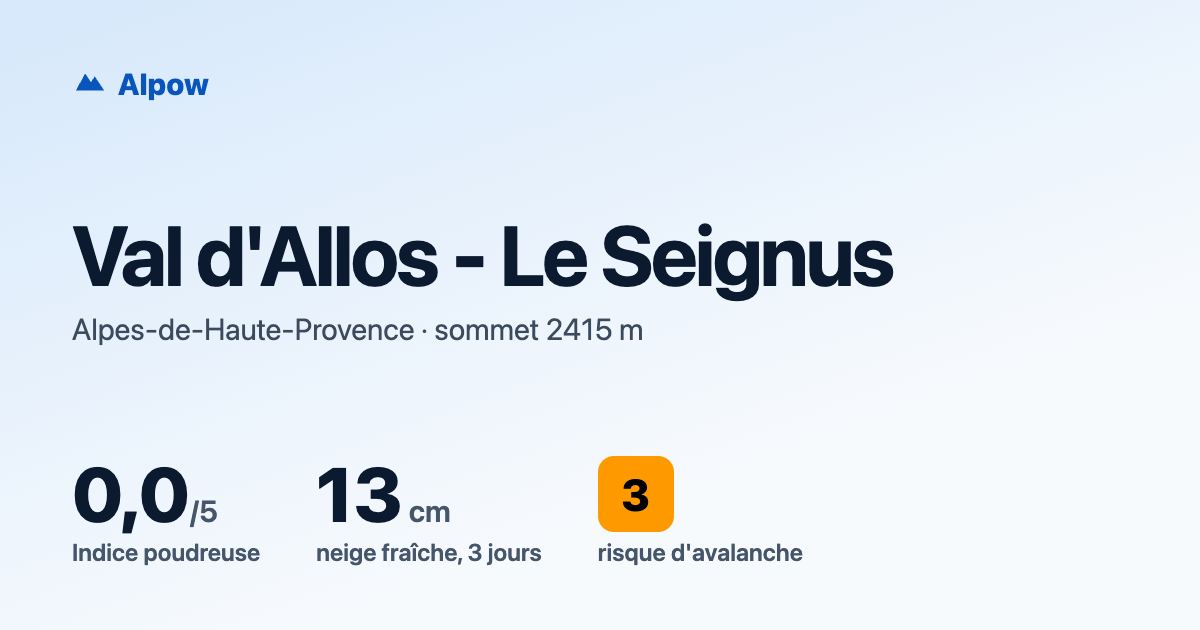 Alpow
Val d'Allos - Le Seignus
Alpes-de-Haute-Provence · sommet 2415 m
0,0/5
Indice poudreuse
13 cm
neige fraîche, 3 jours
3
risque d'avalanche